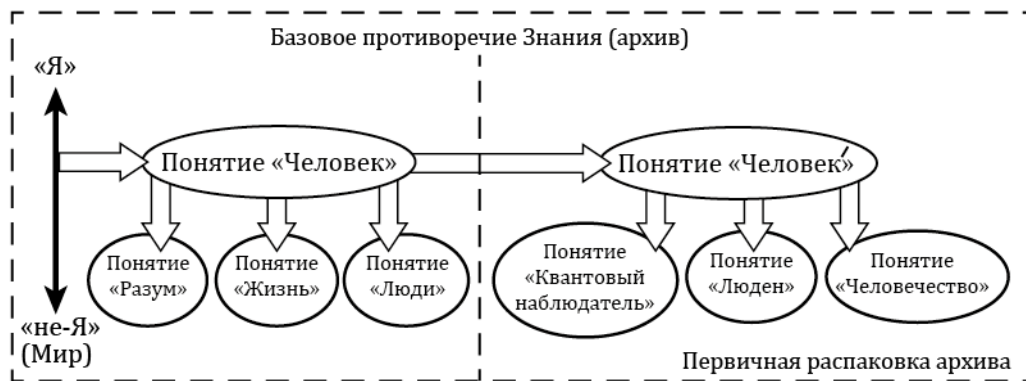 Базовое противоречие Знания (архив)
«Я»
Понятие «Человек»
Понятие «Человек′»
Понятие
«Разум»
Понятие
«Жизнь»
Понятие
«Люди»
Понятие
«Квантовый
наблюдатель»
Понятие
«Люден»
Понятие
«Человечество»
«не-Я»
(Мир)
Первичная распаковка архива